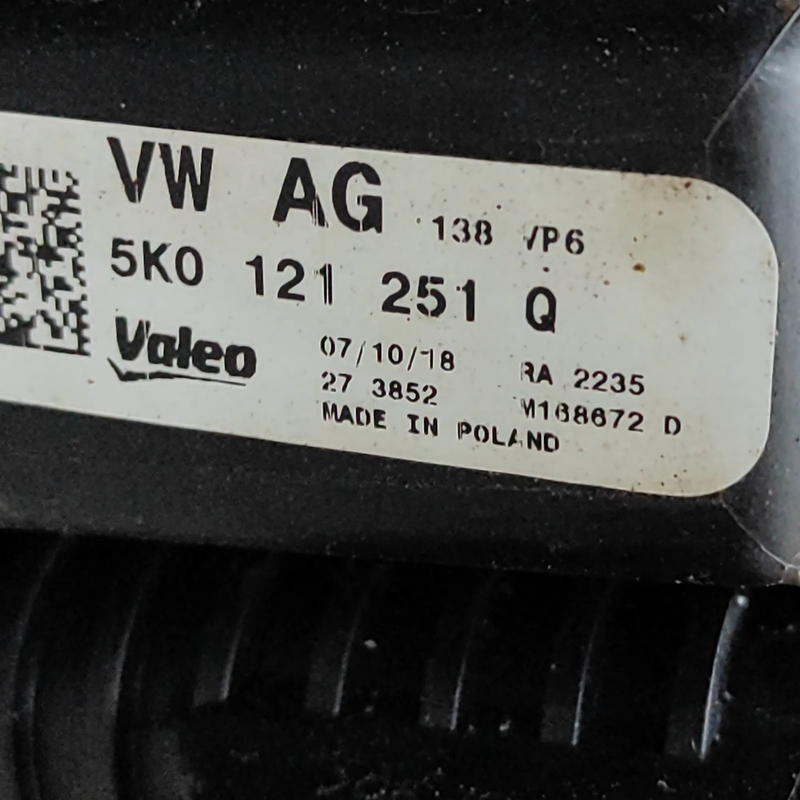 VW AG 138 VP6
5K0 121 251 Q
Valeo
07/10/18 RA 2235
27 3852 M168672 D
MADE IN POLAND